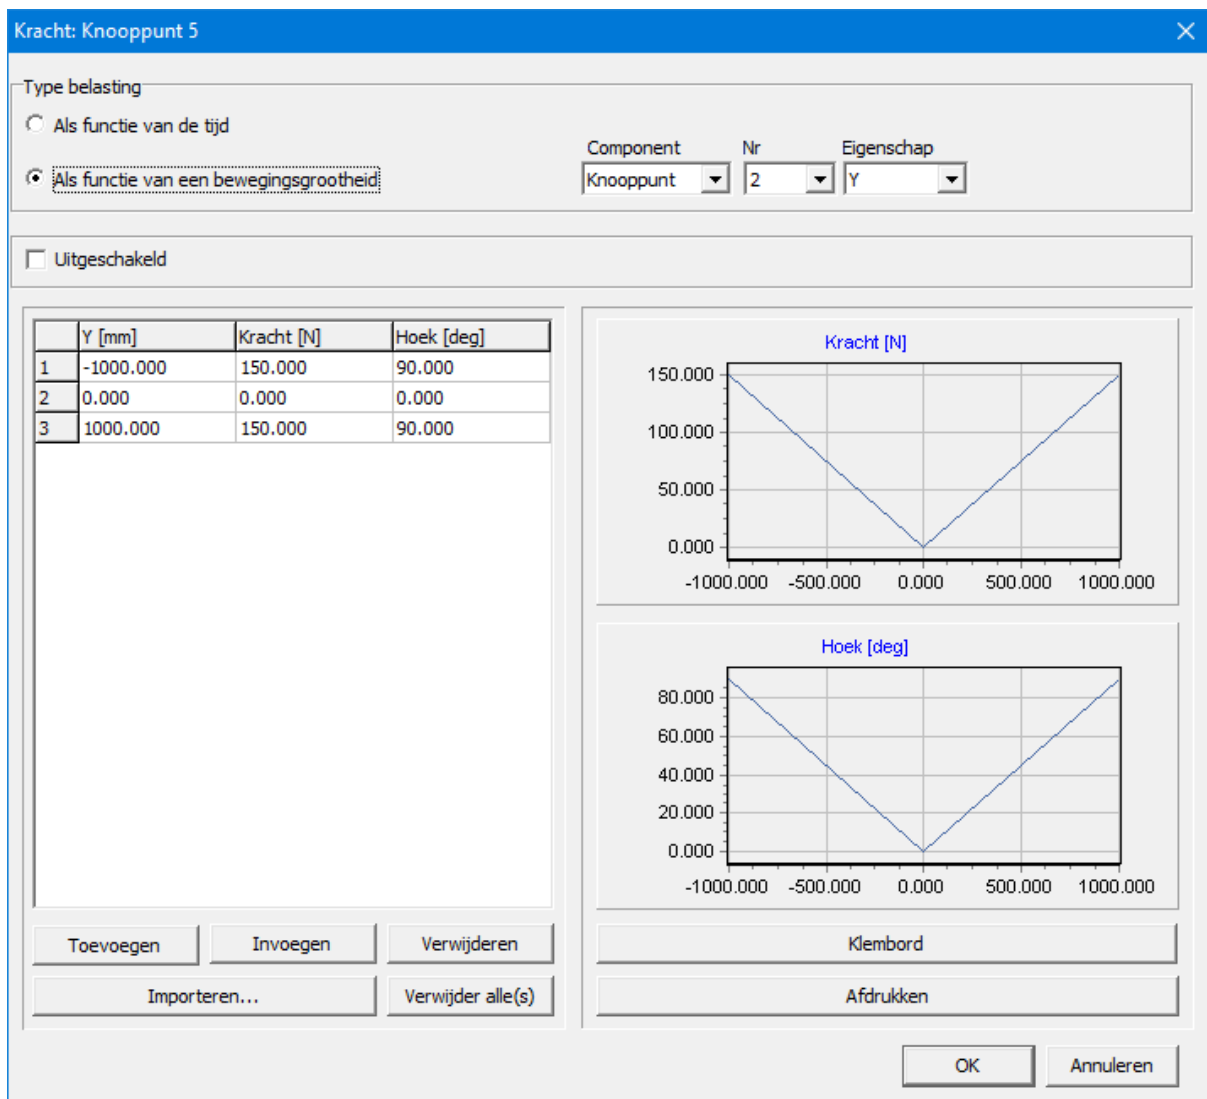 Kracht: Knooppunt 5
Type belasting
Als functie van de tijd
Component Nr Eigenschap
Als functie van een bewegingsgrootheid Knooppunt 2 Y
Uitgeschakeld
Y [mm] Kracht [N] Hoek [deg]
1 -1000.000 150.000 90.000
2 0.000 0.000 0.000
3 1000.000 150.000 90.000
Kracht [N]
150.000
100.000
50.000
0.000
-1000.000 -500.000 0.000 500.000 1000.000
Hoek [deg]
80.000
60.000
40.000
20.000
0.000
-1000.000 -500.000 0.000 500.000 1000.000
Toevoegen Invoegen Verwijderen
Importeren... Verwijder alle(s)
Klembord
Afdrukken
OK Annuleren